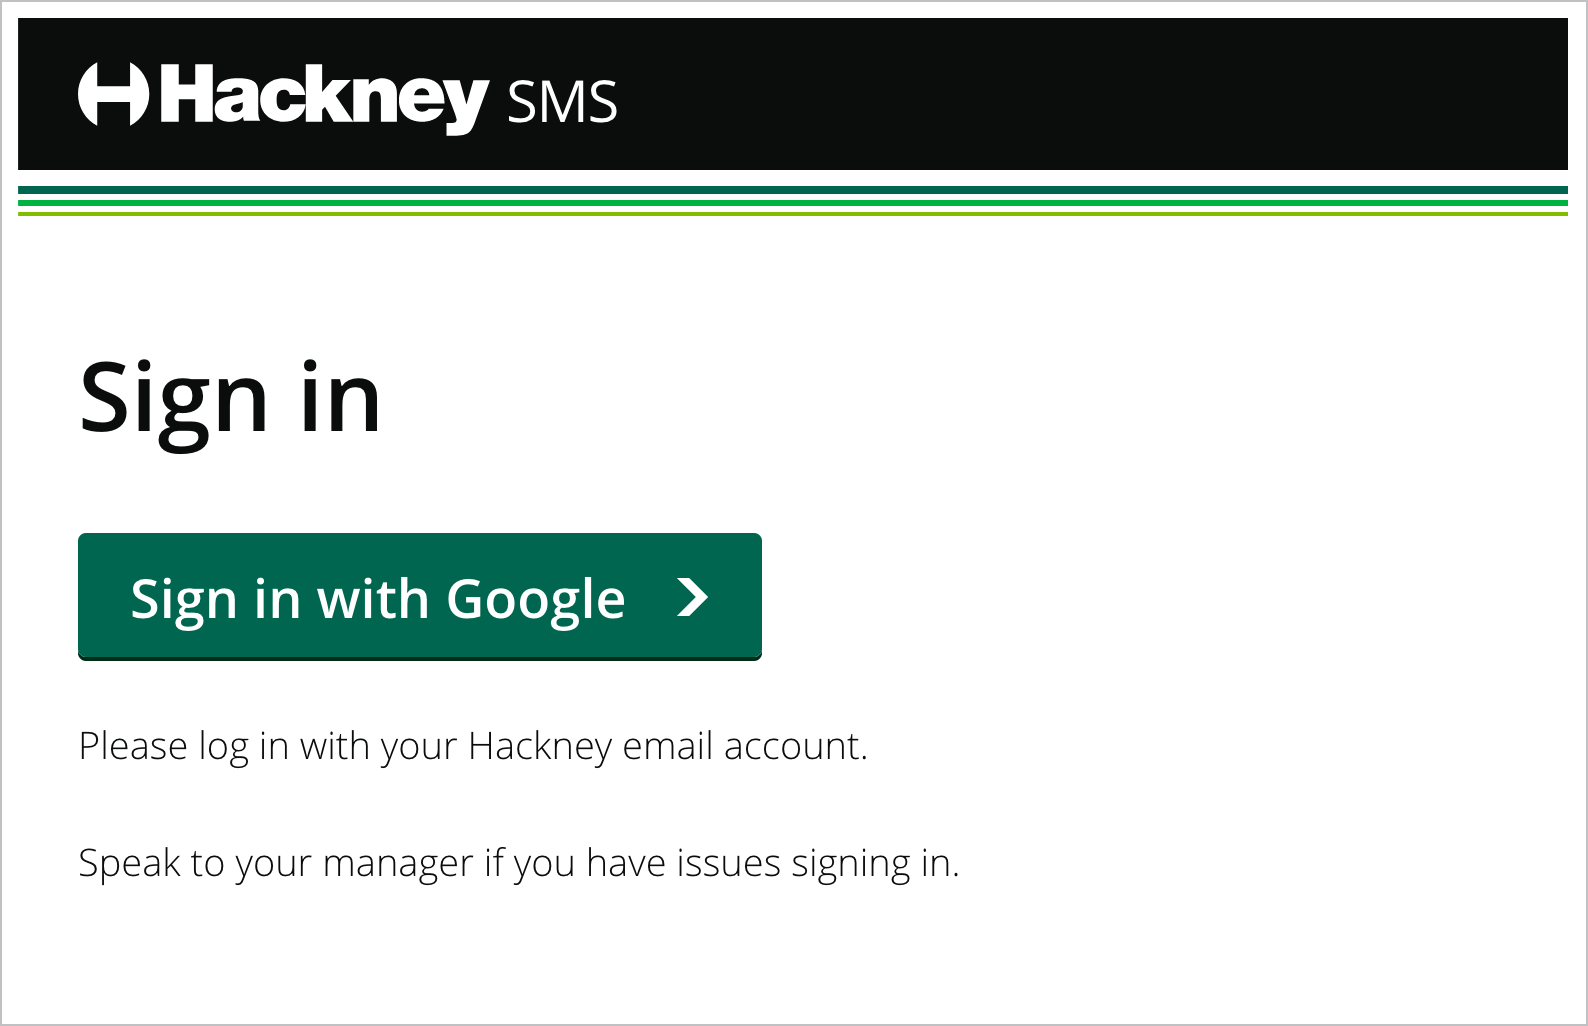 Hackney SMS
Sign in
Sign in with Google
Please log in with your Hackney email account.
Speak to your manager if you have issues signing in.